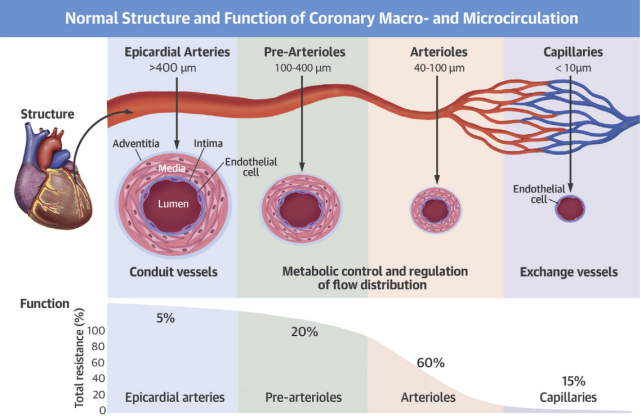 Normal Structure and Function of Coronary Macro- and Microcirculation
Epicardial Arteries
>400 μm
Pre-Arterioles
100-400 μm
Arterioles
40-100 μm
Capillaries
< 10μm
Structure
Adventitia
Intima
Media
Endothelial
cell
Lumen
Endothelial
cell
Conduit vessels
Metabolic control and regulation
of flow distribution
Exchange vessels
Function
Total resistance (%)
100
80
60
40
20
0
5%
20%
60%
15%
Epicardial arteries
Pre-arterioles
Arterioles
Capillaries